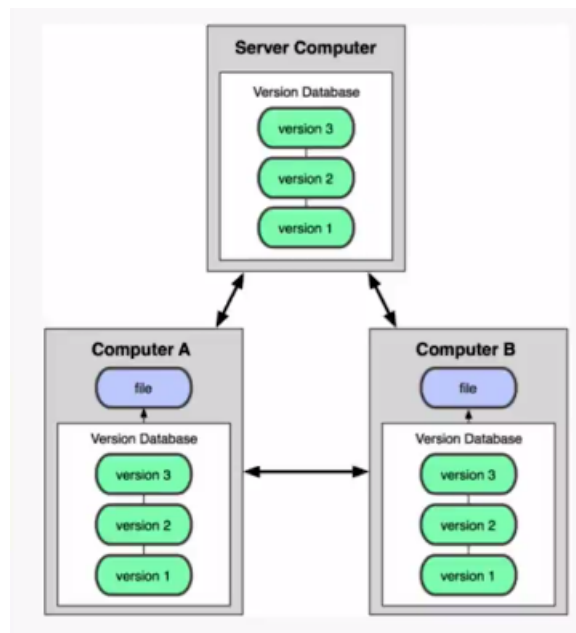 Server Computer
Version Database
version 3
version 2
version 1
Computer A
file
Version Database
version 3
version 2
version 1
Computer B
file
Version Database
version 3
version 2
version 1